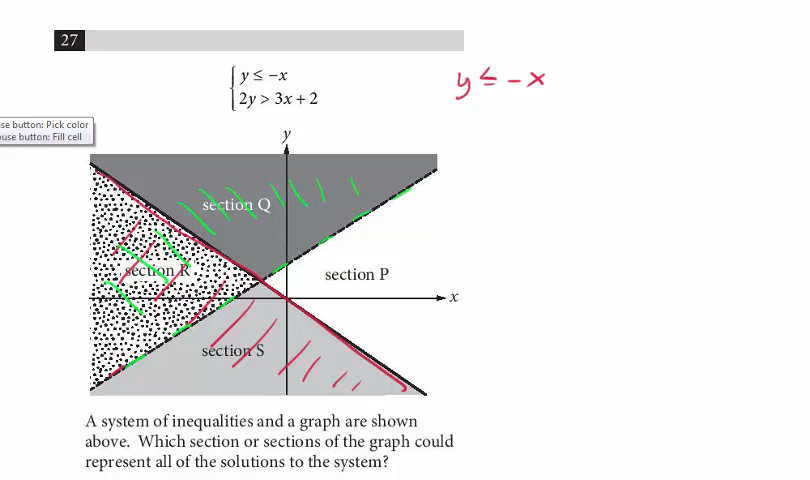 27
y ≤ −x
2y > 3x + 2
y ≤ − x
use button: Pick color
ouse button: Fill cell
y
section Q
section R
section P
x
section S
A system of inequalities and a graph are shown
above. Which section or sections of the graph could
represent all of the solutions to the system?